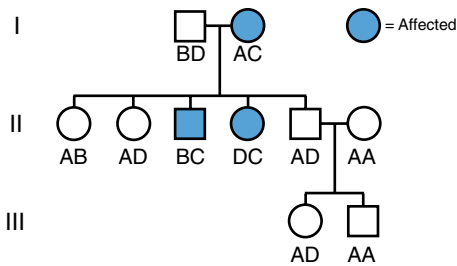 I
= Affected
BD AC
II
AB AD BC DC AD AA
III
AD AA